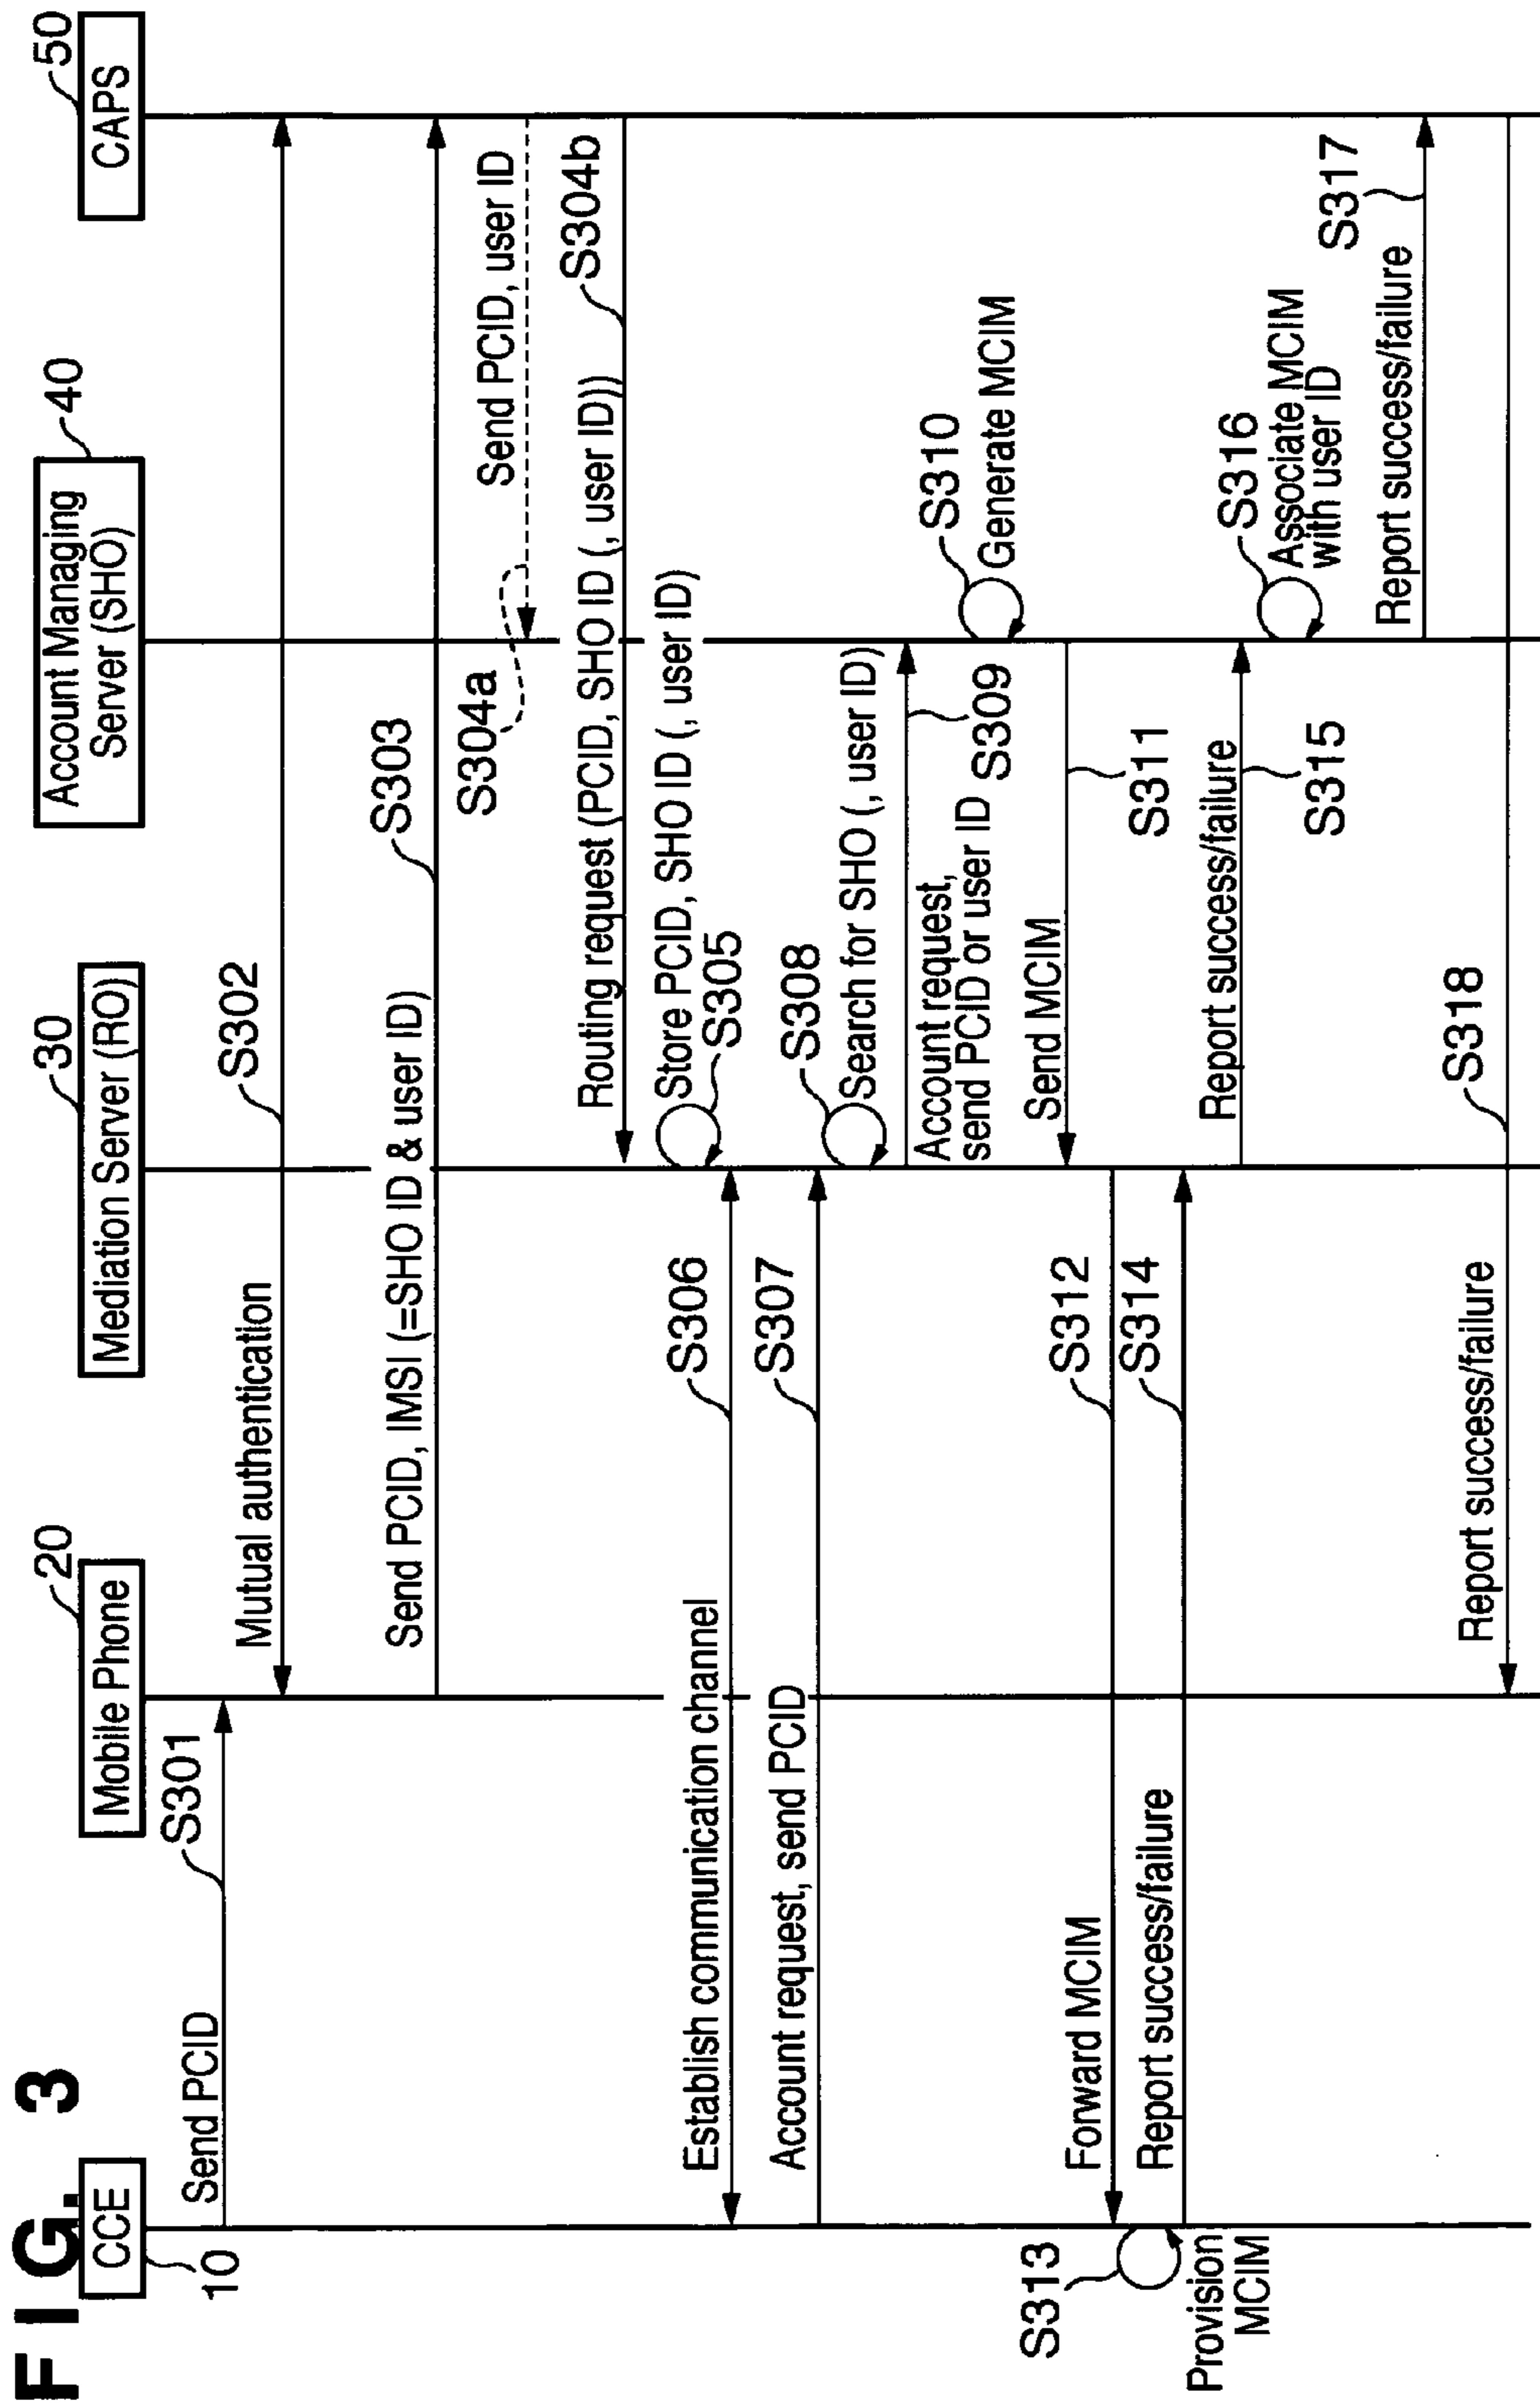 FIG. 3
CCE
10
Mobile Phone
20
Mediation Server (RO)
30
Account Managing
Server (SHO)
40
CAPS
50
Send PCID
S301
Mutual authentication
S302
Send PCID, IMSI (=SHO ID & user ID)
S303
S304a
Send PCID, user ID
Routing request (PCID, SHO ID (, user ID))
S304b
Store PCID, SHO ID (, user ID)
S305
Establish communication channel
S306
Account request, send PCID
S307
S308
Search for SHO (, user ID)
Account request,
send PCID or user ID
S309
S310
Generate MCIM
Send MCIM
S311
Forward MCIM
S312
S313
Provision
MCIM
Report success/failure
S314
Report success/failure
S315
S316
Associate MCIM
with user ID
Report success/failure
S317
Report success/failure
S318